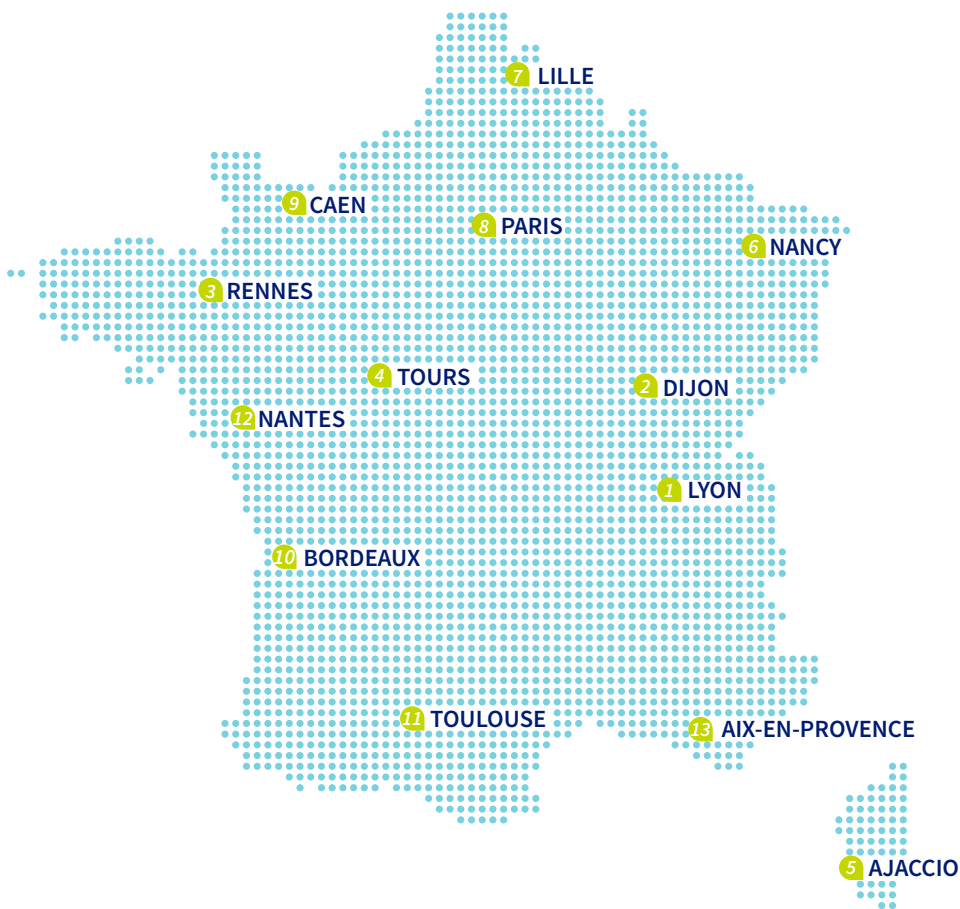 7 LILLE
9 CAEN
8 PARIS
6 NANCY
3 RENNES
4 TOURS
2 DIJON
12 NANTES
1 LYON
10 BORDEAUX
11 TOULOUSE
13 AIX-EN-PROVENCE
5 AJACCIO